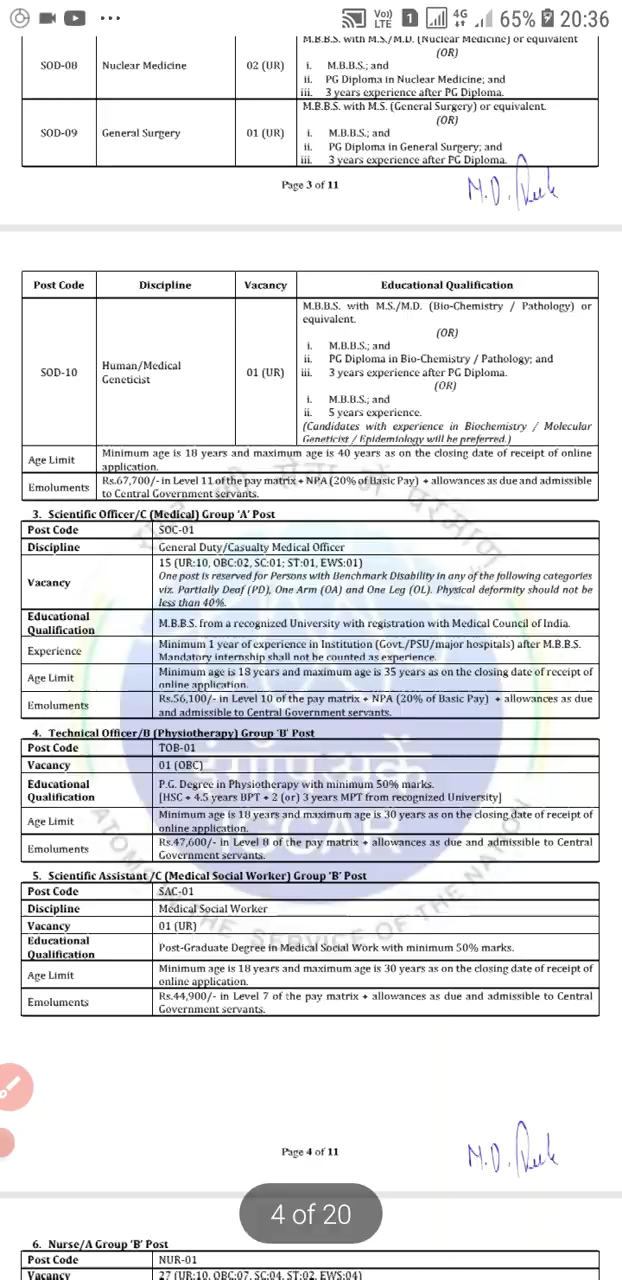 Vo)) LTE 1 4G 65% 20:36
M.B.B.S. with M.S./M.D. (Nuclear Medicine) or equivalent
(OR)
SOD-08 Nuclear Medicine 02 (UR) i. M.B.B.S.; and
ii. PG Diploma in Nuclear Medicine; and
iii. 3 years experience after PG Diploma.
M.B.B.S. with M.S. (General Surgery) or equivalent.
(OR)
SOD-09 General Surgery 01 (UR) i. M.B.B.S.; and
ii. PG Diploma in General Surgery; and
iii. 3 years experience after PG Diploma.
Page 3 of 11
Post Code Discipline Vacancy Educational Qualification
M.B.B.S. with M.S./M.D. (Bio-Chemistry / Pathology) or
equivalent.
(OR)
i. M.B.B.S.; and
ii. PG Diploma in Bio-Chemistry / Pathology; and
SOD-10 Human/Medical Geneticist 01 (UR) iii. 3 years experience after PG Diploma.
(OR)
i. M.B.B.S.; and
ii. 5 years experience.
(Candidates with experience in Biochemistry / Molecular
Geneticist / Epidemiology will be preferred.)
Age Limit Minimum age is 18 years and maximum age is 40 years as on the closing date of receipt of online
application.
Emoluments Rs.67,700/- in Level 11 of the pay matrix + NPA (20% of Basic Pay) + allowances as due and admissible
to Central Government servants.
3. Scientific Officer/C (Medical) Group 'A' Post
Post Code SOC-01
Discipline General Duty/Casualty Medical Officer
Vacancy 15 (UR:10, OBC:02, SC:01; ST:01, EWS:01)
One post is reserved for Persons with Benchmark Disability in any of the following categories
viz. Partially Deaf (PD), One Arm (OA) and One Leg (OL). Physical deformity should not be
less than 40%.
Educational Qualification M.B.B.S. from a recognized University with registration with Medical Council of India.
Experience Minimum 1 year of experience in Institution (Govt./PSU/major hospitals) after M.B.B.S.
Mandatory internship shall not be counted as experience.
Age Limit Minimum age is 18 years and maximum age is 35 years as on the closing date of receipt of
online application.
Emoluments Rs.56,100/- in Level 10 of the pay matrix + NPA (20% of Basic Pay) + allowances as due
and admissible to Central Government servants.
4. Technical Officer/B (Physiotherapy) Group 'B' Post
Post Code TOB-01
Vacancy 01 (OBC)
Educational Qualification P.G. Degree in Physiotherapy with minimum 50% marks.
[HSC + 4.5 years BPT + 2 (or) 3 years MPT from recognized University]
Age Limit Minimum age is 18 years and maximum age is 30 years as on the closing date of receipt of
online application.
Emoluments Rs.47,600/- in Level 8 of the pay matrix + allowances as due and admissible to Central
Government servants.
5. Scientific Assistant /C (Medical Social Worker) Group 'B' Post
Post Code SAC-01
Discipline Medical Social Worker
Vacancy 01 (UR)
Educational Qualification Post-Graduate Degree in Medical Social Work with minimum 50% marks.
Age Limit Minimum age is 18 years and maximum age is 30 years as on the closing date of receipt of
online application.
Emoluments Rs.44,900/- in Level 7 of the pay matrix + allowances as due and admissible to Central
Government servants.
Page 4 of 11
4 of 20
6. Nurse/A Group 'B' Post
Post Code NUR-01
Vacancy 27 (UR:10, OBC:07, SC:04, ST:02, EWS:04)